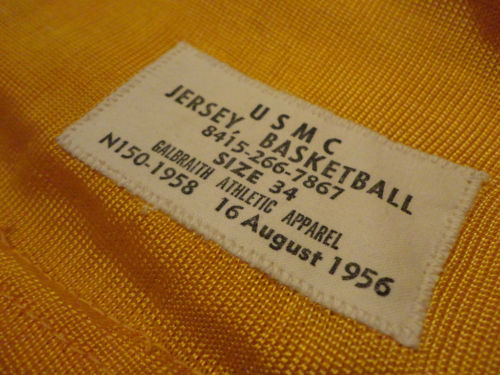 USMC
JERSEY, BASKETBALL
8415-266-7867
SIZE 34
GALBRAITH ATHLETIC APPAREL
N150-1958 16 August 1956